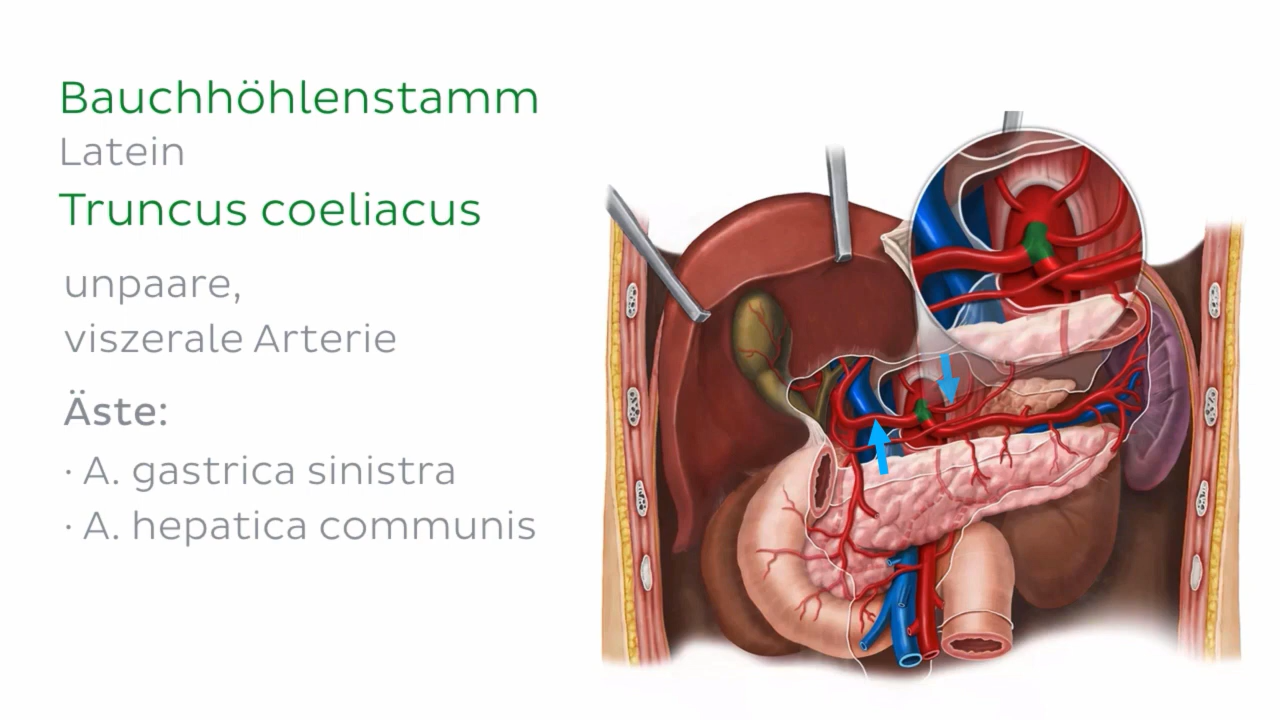 Bauchhöhlenstamm
Latein
Truncus coeliacus
unpaare,
viszerale Arterie
Äste:
· A. gastrica sinistra
· A. hepatica communis